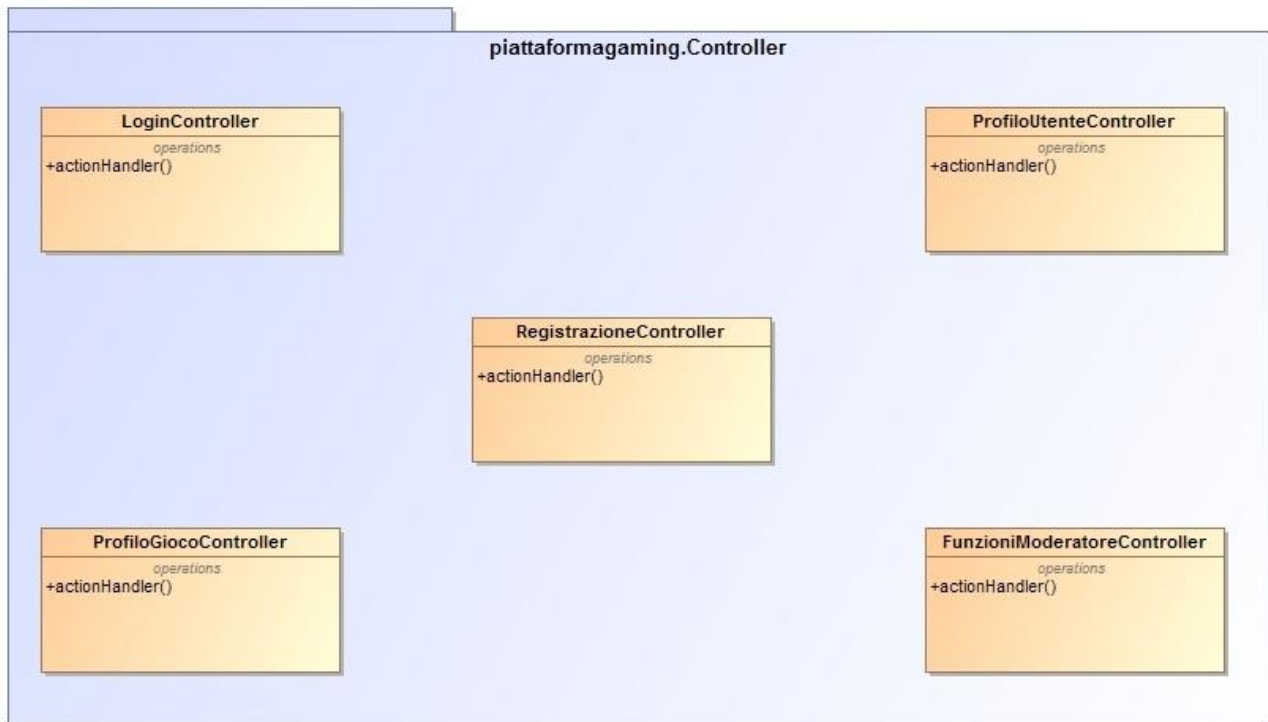 piattaformagaming.Controller
LoginController
operations
+actionHandler()
ProfiloUtenteController
operations
+actionHandler()
RegistrazioneController
operations
+actionHandler()
ProfiloGiocoController
operations
+actionHandler()
FunzioniModeratoreController
operations
+actionHandler()